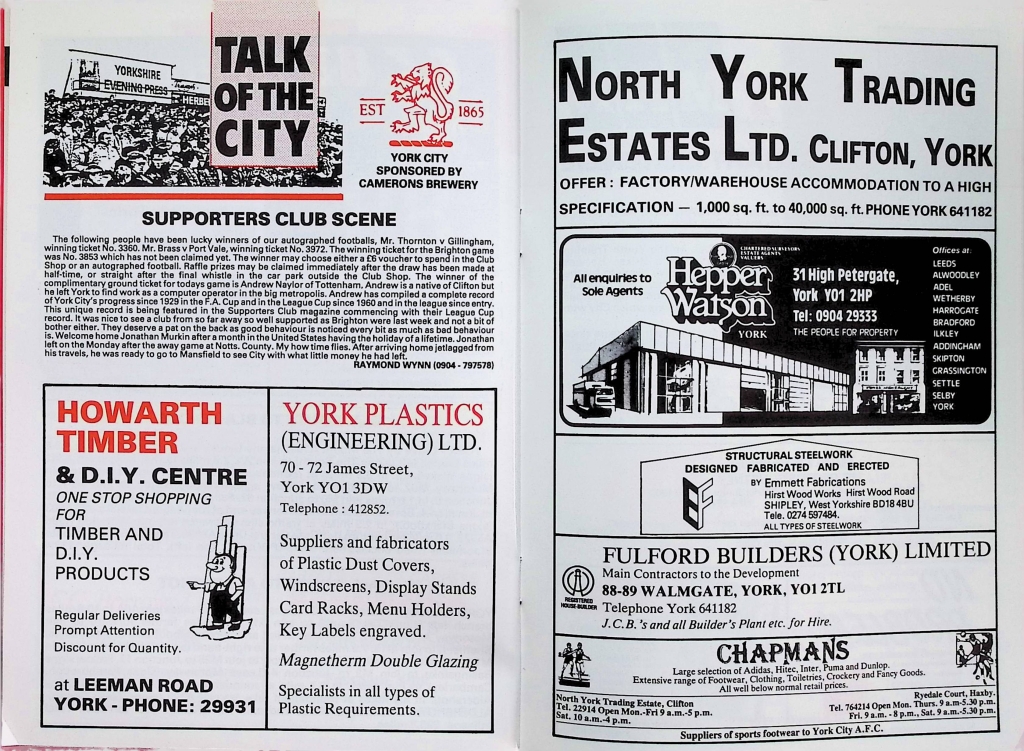 YORKSHIRE
EVENING PRESS
HERBE
TALK
OF THE
CITY
EST 1865
YORK CITY
SPONSORED BY
CAMERONS BREWERY
SUPPORTERS CLUB SCENE
The following people have been lucky winners of our autographed footballs, Mr. Thornton v Gillingham,
winning ticket No. 3360. Mr. Brass v Port Vale, winning ticket No. 3972. The winning ticket for the Brighton game
was No. 3853 which has not been claimed yet. The winner may choose either a £6 voucher to spend in the Club
Shop or an autographed football. Raffle prizes may be claimed immediately after the draw has been made at
half-time, or straight after the final whistle in the car park outside the Club Shop. The winner of the
complimentary ground ticket for todays game is Andrew Naylor of Tottenham. Andrew is a native of Clifton but
he left York to find work as a computer operator in the big metropolis. Andrew has compiled a complete record
of York City's progress since 1929 in the F.A. Cup and in the League Cup since 1960 and in the league since entry.
This unique record is being featured in the Supporters Club magazine commencing with their League Cup
record. It was nice to see a club from so far away so well supported as Brighton were last week and not a bit of
bother either. They deserve a pat on the back as good behaviour is noticed every bit as much as bad behaviour
is. Welcome home Jonathan Murkin after a month in the United States having the holiday of a lifetime. Jonathan
left on the Monday after the away game at Notts. County. My how time flies. After arriving home jetlagged from
his travels, he was ready to go to Mansfield to see City with what little money he had left.
RAYMOND WYNN (0904 - 797578)
HOWARTH
TIMBER
& D.I.Y. CENTRE
ONE STOP SHOPPING
FOR
TIMBER AND
D.I.Y.
PRODUCTS
Regular Deliveries
Prompt Attention
Discount for Quantity.
at LEEMAN ROAD
YORK - PHONE: 29931
YORK PLASTICS
(ENGINEERING) LTD.
70 - 72 James Street,
York YO1 3DW
Telephone : 412852.
Suppliers and fabricators
of Plastic Dust Covers,
Windscreens, Display Stands
Card Racks, Menu Holders,
Key Labels engraved.
Magnetherm Double Glazing
Specialists in all types of
Plastic Requirements.
NORTH YORK TRADING
ESTATES LTD. CLIFTON, YORK
OFFER : FACTORY/WAREHOUSE ACCOMMODATION TO A HIGH
SPECIFICATION — 1,000 sq. ft. to 40,000 sq. ft. PHONE YORK 641182
All enquiries to
Sole Agents
CHARTERED SURVEYORS
ESTATE AGENTS
VALUERS
Hepper
Watson
YORK
31 High Petergate,
York YO1 2HP
Tel: 0904 29333
THE PEOPLE FOR PROPERTY
Offices at:
LEEDS
ALWOODLEY
ADEL
WETHERBY
HARROGATE
BRADFORD
ILKLEY
ADDINGHAM
SKIPTON
GRASSINGTON
SETTLE
SELBY
YORK
STRUCTURAL STEELWORK
DESIGNED FABRICATED AND ERECTED
EF
BY Emmett Fabrications
Hirst Wood Works Hirst Wood Road
SHIPLEY, West Yorkshire BD18 4BU
Tele. 0274 597484.
ALL TYPES OF STEELWORK
REGISTERED
HOUSE-BUILDER
FULFORD BUILDERS (YORK) LIMITED
Main Contractors to the Development
88-89 WALMGATE, YORK, YO1 2TL
Telephone York 641182
J.C.B.'s and all Builder's Plant etc. for Hire.
CHAPMANS
Large selection of Adidas, Hitec, Inter, Puma and Dunlop.
Extensive range of Footwear, Clothing, Toiletries, Crockery and Fancy Goods.
All well below normal retail prices.
North York Trading Estate, Clifton
Tel. 22914 Open Mon.-Fri 9 a.m.-5 p.m.
Sat. 10 a.m.-4 p.m.
Ryedale Court, Haxby.
Tel. 764214 Open Mon. Thurs. 9 a.m-5.30 p.m.
Fri. 9 a.m. - 8 p.m., Sat. 9 a.m.-5.30 p.m.
Suppliers of sports footwear to York City A.F.C.